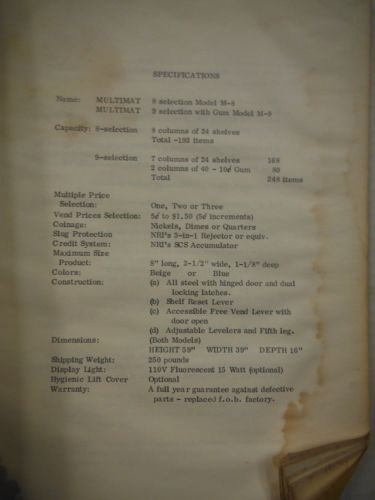 SPECIFICATIONS
Name: MULTIMAT 8 selection Model M-8
MULTIMAT 9 selection with Gum Model M-9
Capacity: 8-selection 8 columns of 24 shelves
Total -192 items
9-selection 7 columns of 24 shelves 168
2 columns of 40 - 10¢ Gum 80
Total 248 items
Multiple Price
Selection: One, Two or Three
Vend Prices Selection: 5¢ to $1.50 (5¢ increments)
Coinage: Nickels, Dimes or Quarters
Slug Protection NRI's 3-in-1 Rejector or equiv.
Credit System: NRI's SCS Accumulator
Maximum Size
Product: 8" long, 2-1/2" wide, 1-1/8" deep
Colors: Beige or Blue
Construction: (a) All steel with hinged door and dual
locking latches.
(b) Shelf Reset Lever
(c) Accessible Free Vend Lever with
door open
(d) Adjustable Levelers and Fifth leg.
Dimensions: (Both Models)
HEIGHT 59" WIDTH 39" DEPTH 16"
Shipping Weight: 250 pounds
Display Light: 110V Fluorescent 15 Watt (optional)
Hygienic Lift Cover Optional
Warranty: A full year guarantee against defective
parts - replaced f.o.b. factory.